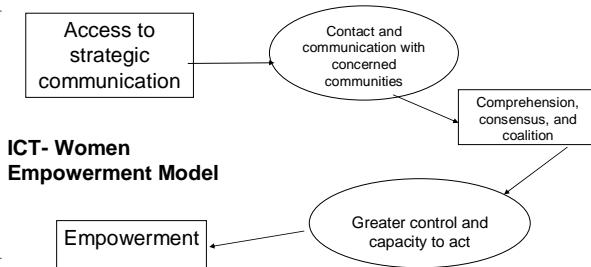 Access to
strategic
communication
Contact and
communication with
concerned
communities
Comprehension,
consensus, and
coalition
ICT- Women
Empowerment Model
Greater control and
capacity to act
Empowerment